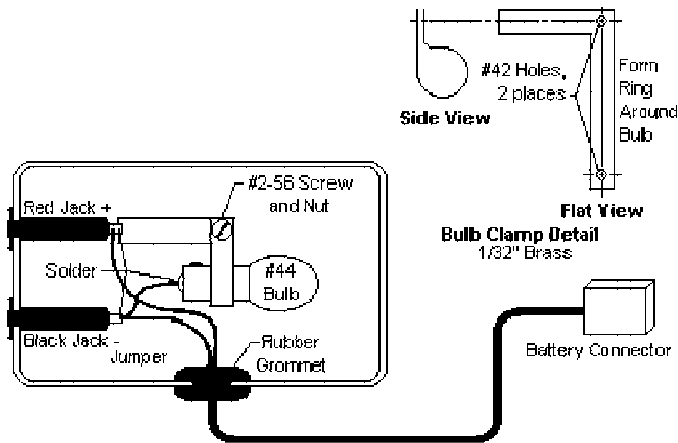 #42 Holes,
2 places
Form
Ring
Around
Bulb
Side View
Flat View
Bulb Clamp Detail
1/32" Brass
#2-56 Screw
and Nut
Red Jack +
Solder
#44
Bulb
Black Jack -
Jumper
Rubber
Grommet
Battery Connector